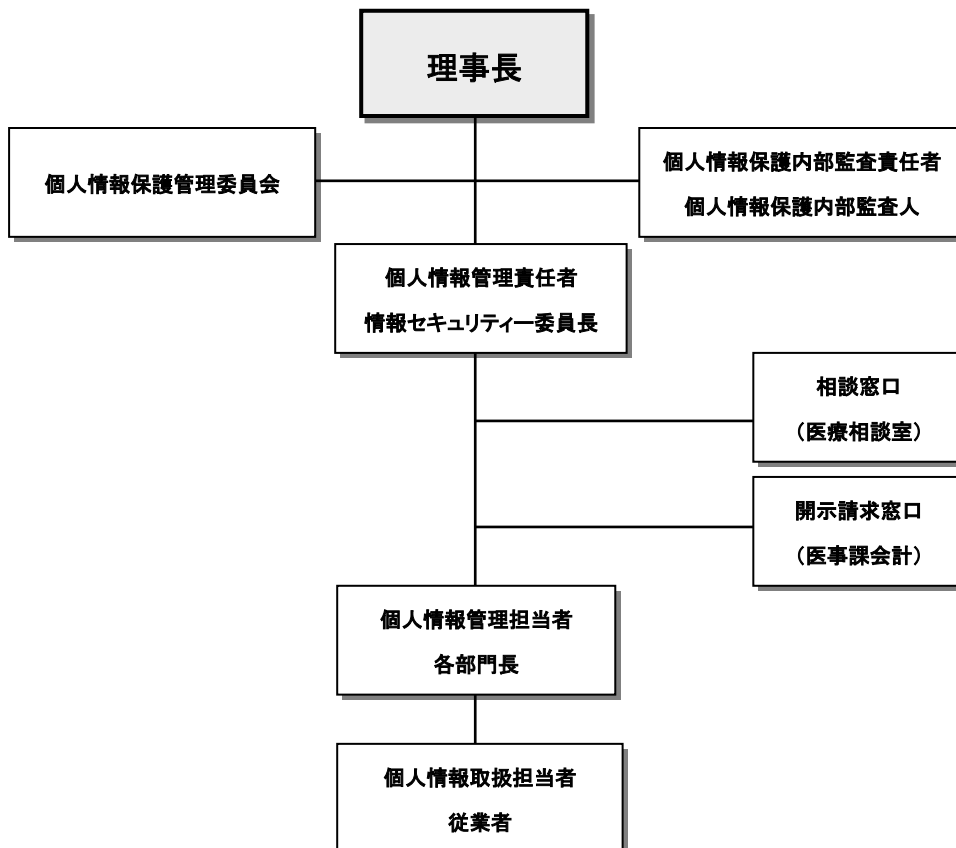 理事長
個人情報保護管理委員会
個人情報保護内部監査責任者
個人情報保護内部監査人
個人情報管理責任者
情報セキュリティー委員長
相談窓口
（医療相談室）
開示請求窓口
（医事課会計）
個人情報管理担当者
各部門長
個人情報取扱担当者
従業者